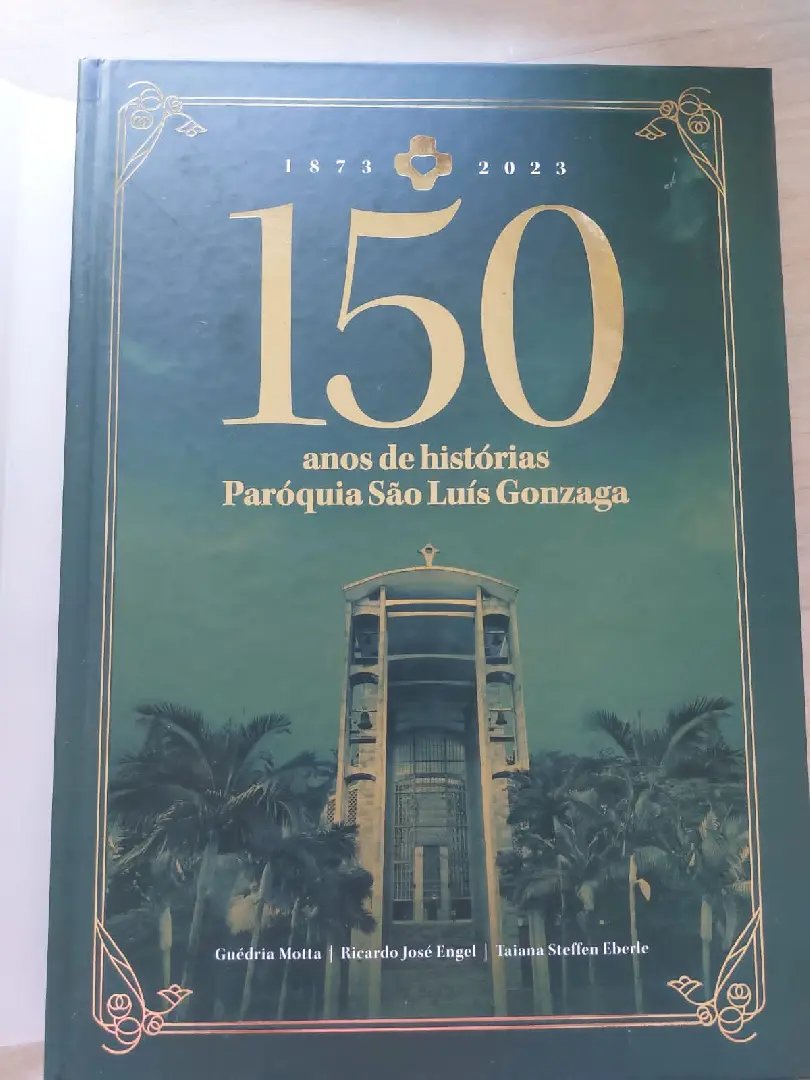 1873 2023
150
anos de histórias
Paróquia São Luís Gonzaga
Guédria Motta | Ricardo José Engel | Taiana Steffen Eberle